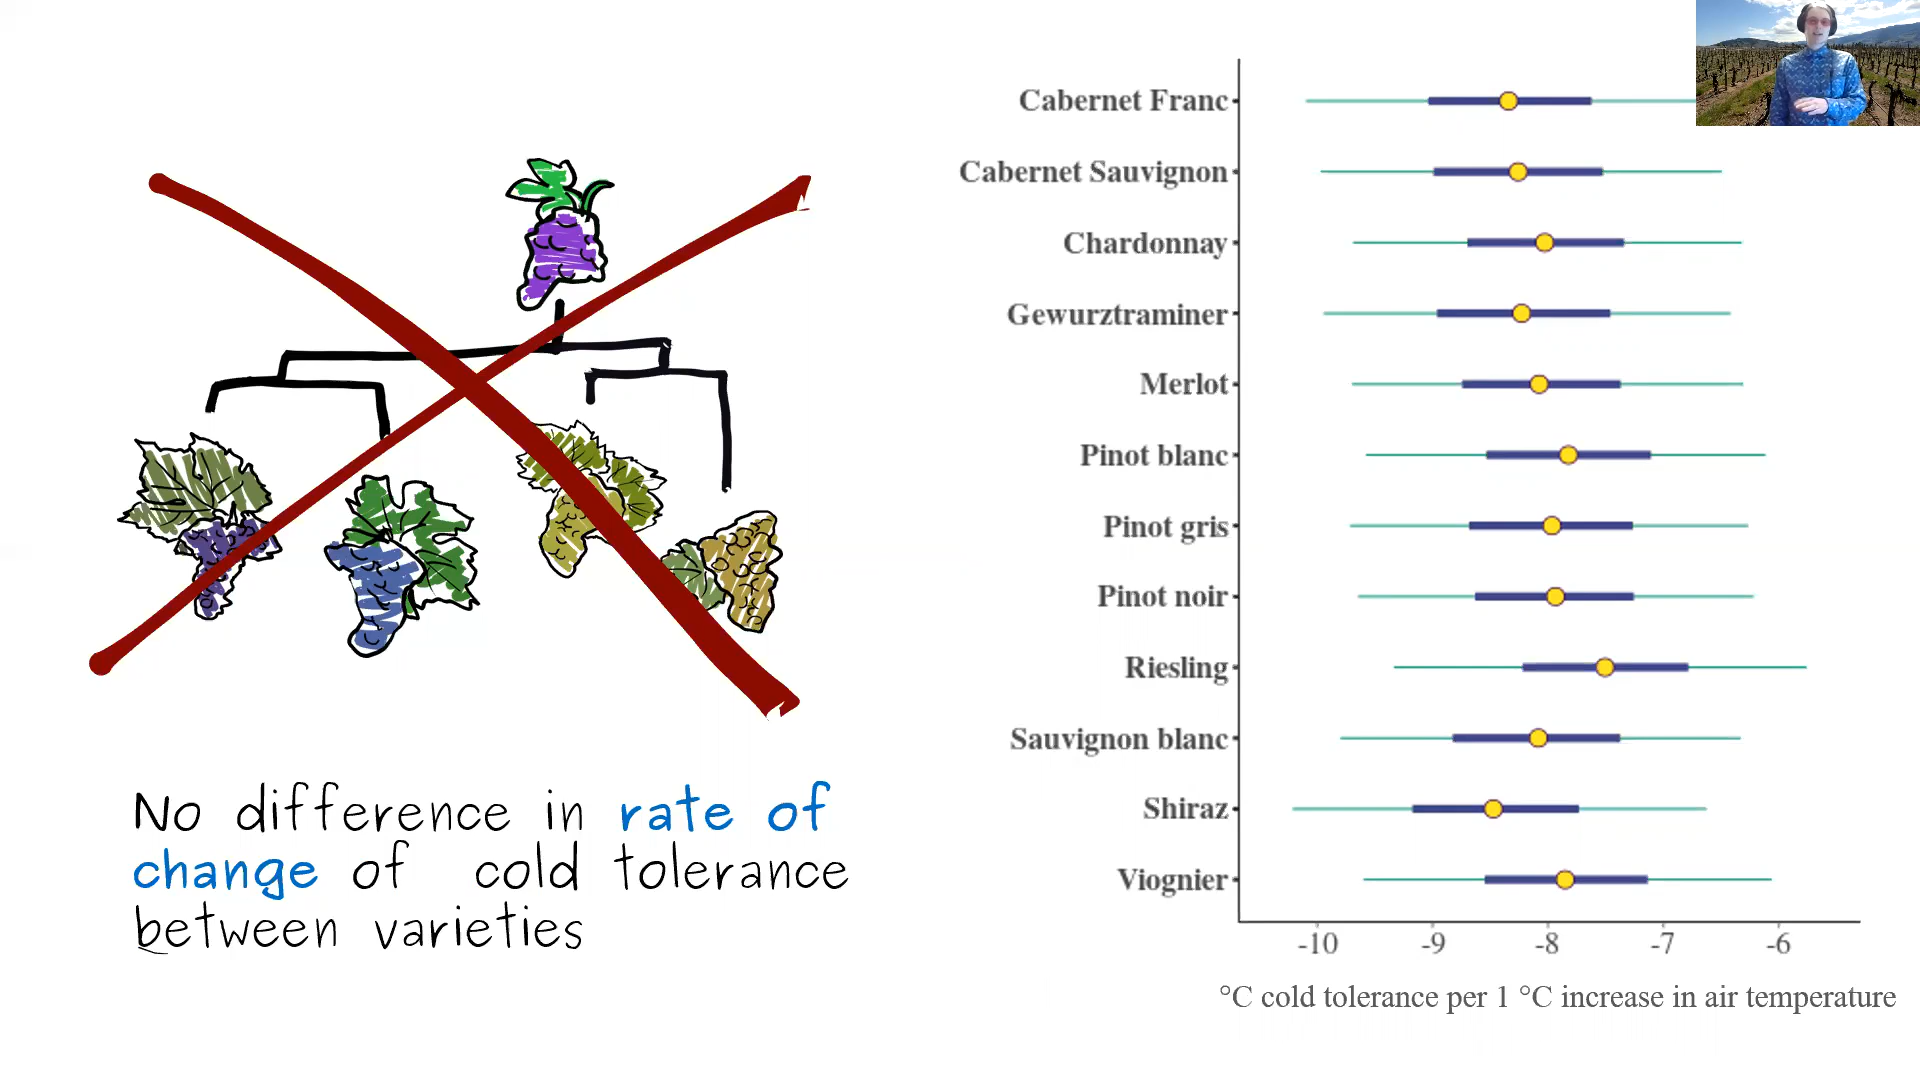 No difference in rate of
change of cold tolerance
between varieties
Cabernet Franc
Cabernet Sauvignon
Chardonnay
Gewurztraminer
Merlot
Pinot blanc
Pinot gris
Pinot noir
Riesling
Sauvignon blanc
Shiraz
Viognier
-10 -9 -8 -7 -6
°C cold tolerance per 1 °C increase in air temperature